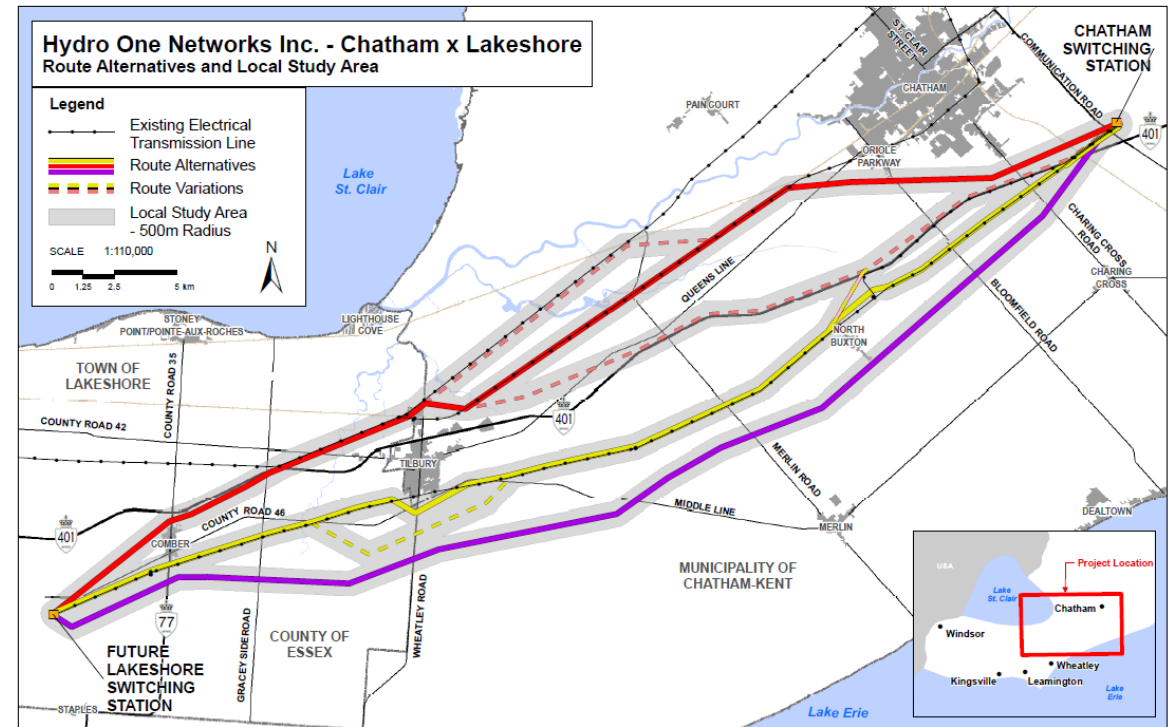 Hydro One Networks Inc. - Chatham x Lakeshore
Route Alternatives and Local Study Area
Legend
Existing Electrical
Transmission Line
Route Alternatives
Route Variations
Local Study Area
- 500m Radius
SCALE 1:110,000
N
0 1.25 2.5 5 km
CHATHAM
SWITCHING
STATION
ST. CLAIR
STREET
COMMUNICATION ROAD
CHATHAM
PAIN COURT
401
ORIOLE
PARKWAY
Lake
St. Clair
CHARING CROSS
ROAD
CHARING
CROSS
QUEENS LINE
BLOOMFIELD ROAD
LIGHTHOUSE
COVE
STONEY
POINT/POINTE-AUX-ROCHES
NORTH
BUXTON
TOWN OF
LAKESHORE
COUNTY ROAD 35
401
COUNTY ROAD 42
TILBURY
MERLIN ROAD
COUNTY ROAD 46
MIDDLE LINE
MERLIN
DEALTOWN
401
COMBER
MUNICIPALITY OF
CHATHAM-KENT
77
WHEATLEY ROAD
GRACEY SIDEROAD
COUNTY OF
ESSEX
FUTURE
LAKESHORE
SWITCHING
STATION
STAPLES
Lake Erie
USA
Project Location
Lake
St. Clair
Chatham
Windsor
Wheatley
Kingsville
Leamington
Lake
Erie